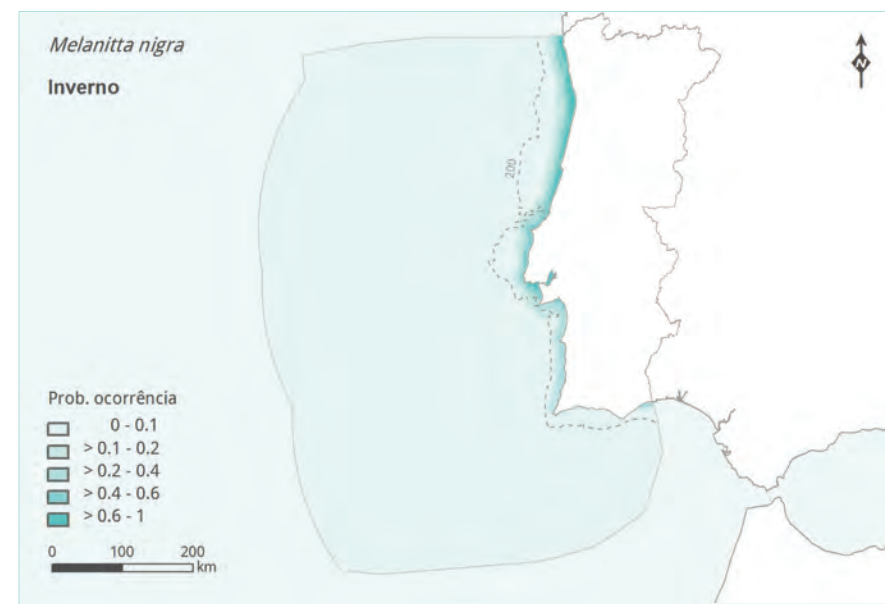 Melanitta nigra
Inverno
N
200
Prob. ocorrência
0 - 0.1
> 0.1 - 0.2
> 0.2 - 0.4
> 0.4 - 0.6
> 0.6 - 1
0 100 200
km